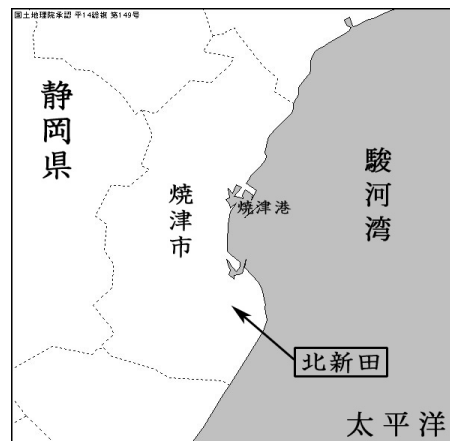 国土地理院承認 平14総複 第149号
静岡県
駿河湾
焼津市
焼津港
北新田
太平洋